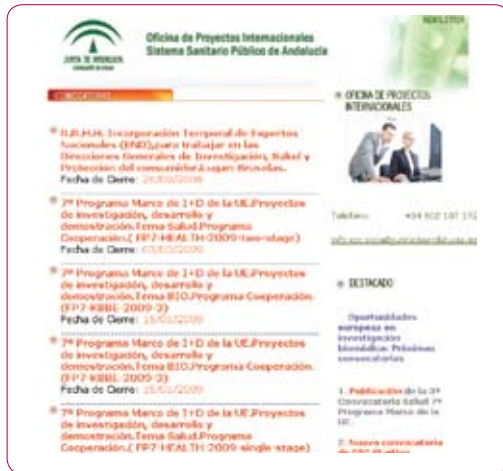 NEWSLETTER
JUNTA DE ANDALUCIA
Oficina de Proyectos Internacionales
Sistema Sanitario Público de Andalucía
CONVOCATORIAS
Incorporación Temporal de Expertos
Nacionales (END),para trabajar en las
Direcciones Generales de Investigación, Salud y
Protección del consumidor.Lugar: Bruselas.
Fecha de Cierre:
7º Programa Marco de I+D de la UE.Proyectos
de investigación, desarrollo y
demostración.Tema Salud.Programa
Cooperación.( FP7-HEALTH-2009-two-stage)
Fecha de Cierre:
7º Programa Marco de I+D de la UE.Proyectos
de investigación, desarrollo y
demostración.Tema BIO.Programa Cooperación.
(FP7-KBBE-2009-3)
Fecha de Cierre: 15/01/2009
7º Programa Marco de I+D de la UE.Proyectos
de investigación, desarrollo y
demostración.Tema BIO.Programa Cooperación.
(FP7-KBBE-2009-3)
Fecha de Cierre: 15/01/2009
7º Programa Marco de I+D de la UE.Proyectos
de investigación, desarrollo y
demostración.Tema Salud.Programa
Cooperación.( FP7-HEALTH-2009-single-stage)
OFICINA DE PROYECTOS
INTERNACIONALES
Teléfono:
DESTACADO
Oportunidades
europeas en
investigación
biomédica: Próximas
convocatorias
1. Publicación de la 3ª
Convocatoria Salud 7º
Programa Marco de la
UE.
2. Nueva convocatoria